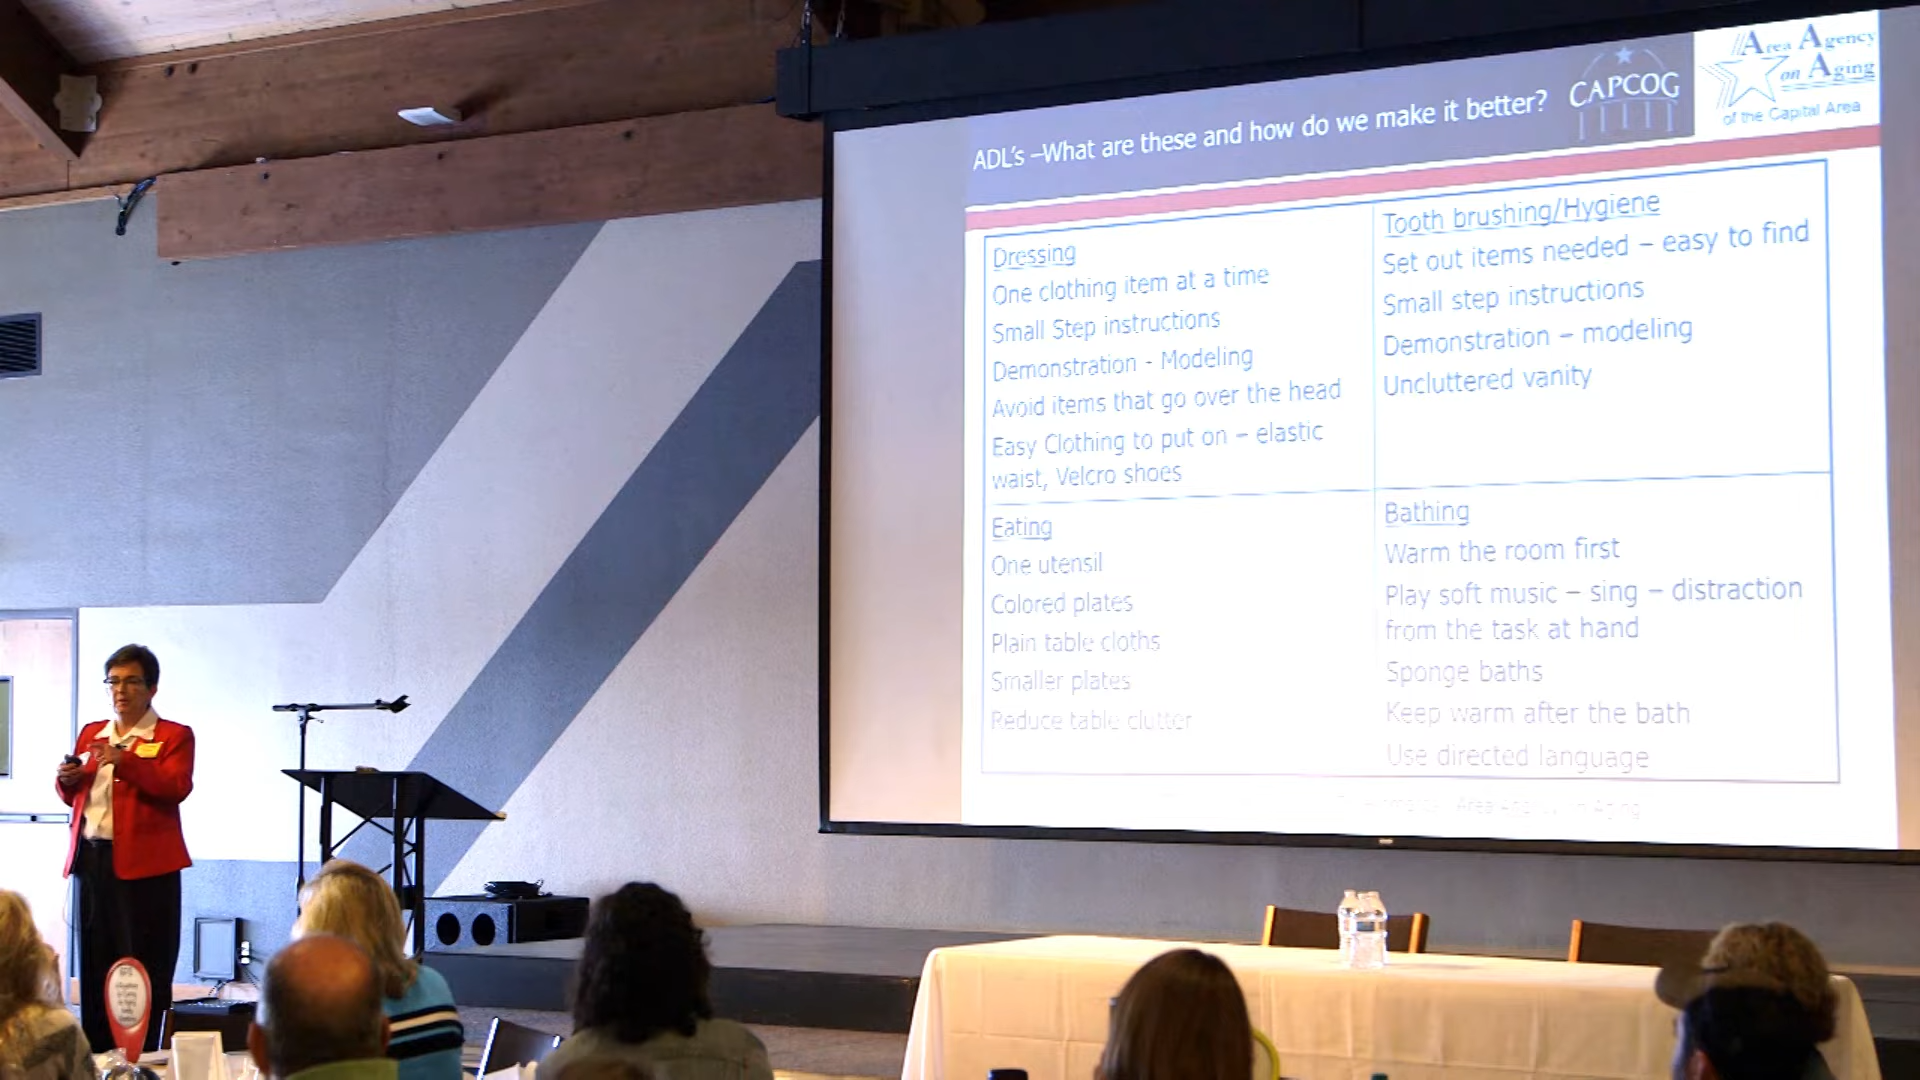 ADL's –What are these and how do we make it better?
CAPCOG
Area Agency
on Aging
of the Capital Area
Dressing
One clothing item at a time
Small Step instructions
Demonstration - Modeling
Avoid items that go over the head
Easy Clothing to put on – elastic
waist, Velcro shoes
Tooth brushing/Hygiene
Set out items needed – easy to find
Small step instructions
Demonstration – modeling
Uncluttered vanity
Eating
One utensil
Colored plates
Plain table cloths
Smaller plates
Reduce table clutter
Bathing
Warm the room first
Play soft music – sing – distraction
from the task at hand
Sponge baths
Keep warm after the bath
Use directed language
Area Aging